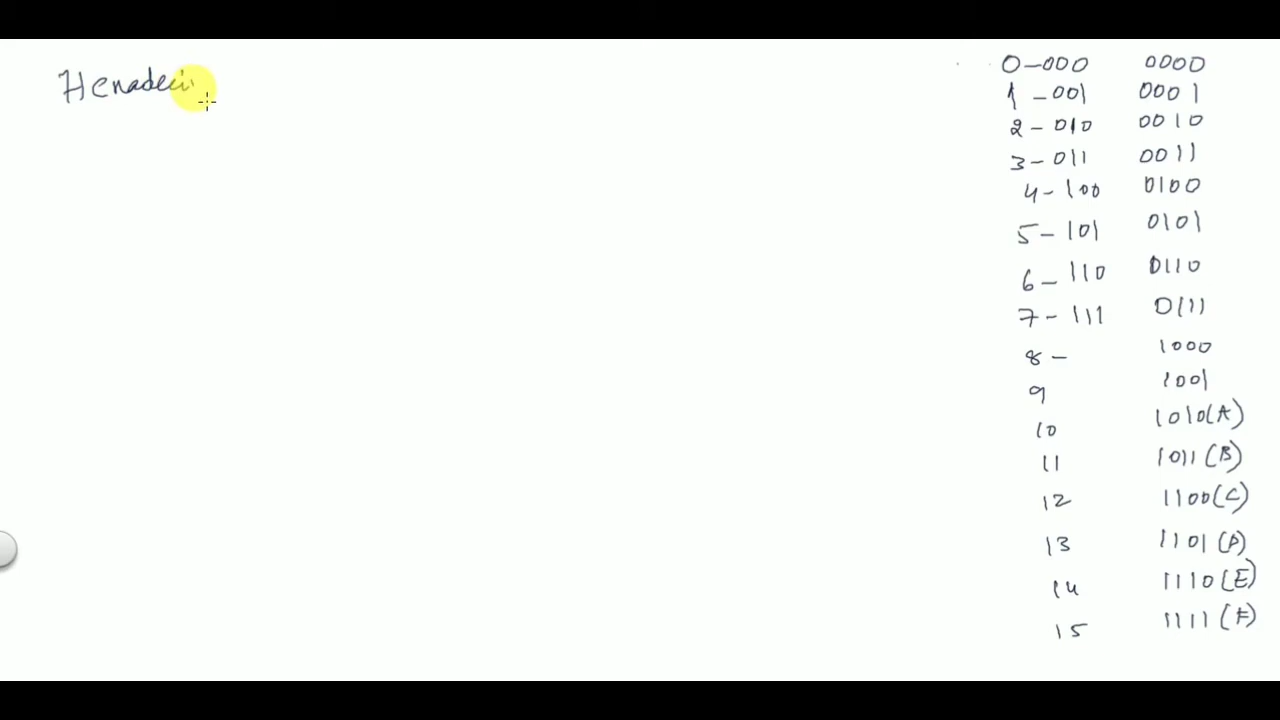 Hexadeci
0-000 0000
1-001 0001
2-010 0010
3-011 0011
4-100 0100
5-101 0101
6-110 0110
7-111 0111
8- 1000
9 1001
10 1010(A)
11 1011(B)
12 1100(C)
13 1101(D)
14 1110(E)
15 1111(F)